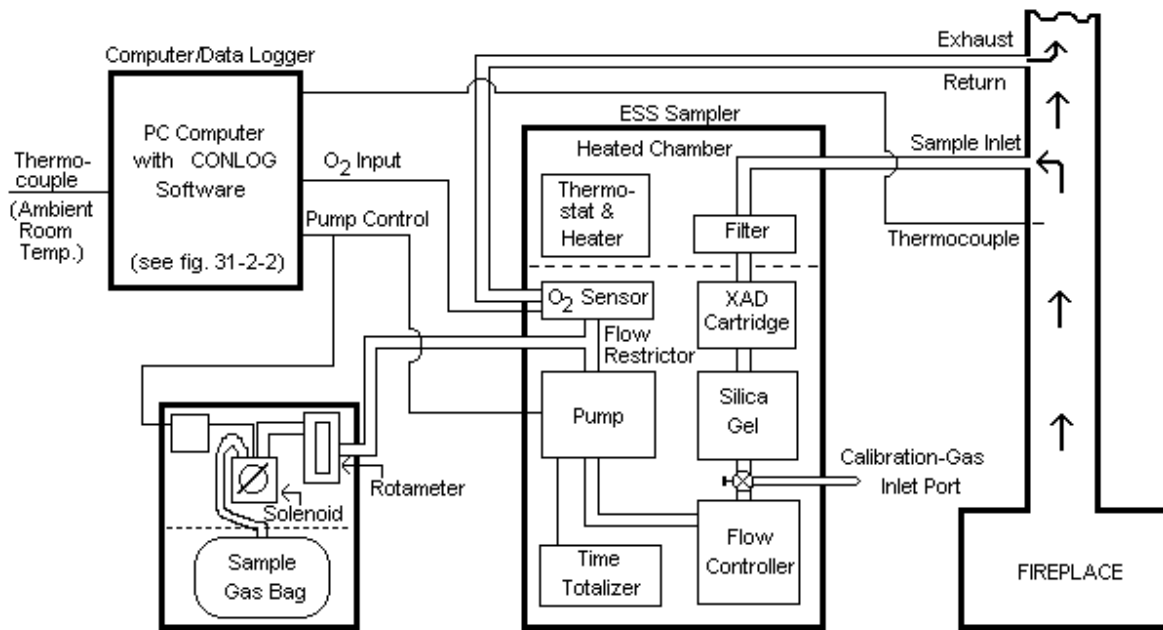 Computer/Data Logger
PC Computer
with CONLOG
Software
(see fig. 31-2-2)
Thermo-
couple
(Ambient
Room
Temp.)
O2 Input
Pump Control
ESS Sampler
Heated Chamber
Thermo-
stat &
Heater
Filter
O2 Sensor
XAD
Cartridge
Flow
Restrictor
Pump
Silica
Gel
Time
Totalizer
Flow
Controller
Calibration-Gas
Inlet Port
Exhaust
Return
Sample Inlet
Thermocouple
Rotameter
Solenoid
Sample
Gas Bag
FIREPLACE